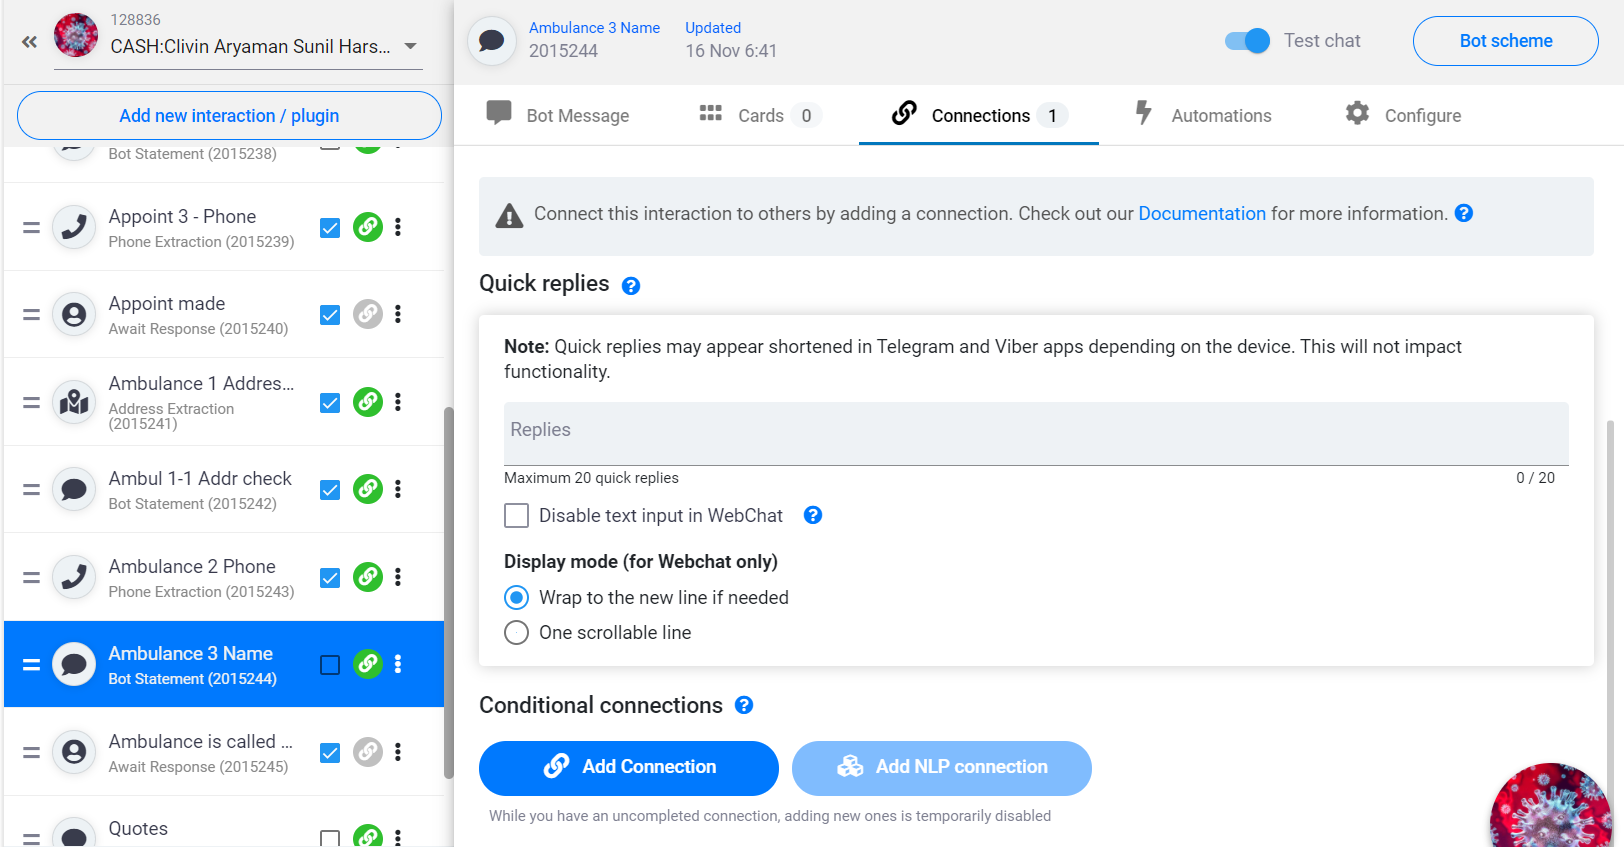 128836
CASH:Clivin Aryaman Sunil Hars...
Add new interaction / plugin
Bot Statement (2015238)
Appoint 3 - Phone
Phone Extraction (2015239)
Appoint made
Await Response (2015240)
Ambulance 1 Addres...
Address Extraction
(2015241)
Ambul 1-1 Addr check
Bot Statement (2015242)
Ambulance 2 Phone
Phone Extraction (2015243)
Ambulance 3 Name
Bot Statement (2015244)
Ambulance is called ...
Await Response (2015245)
Quotes
Ambulance 3 Name
2015244
Updated
16 Nov 6:41
Test chat
Bot scheme
Bot Message
Cards 0
Connections 1
Automations
Configure
Connect this interaction to others by adding a connection. Check out our Documentation for more information. ?
Quick replies ?
Note: Quick replies may appear shortened in Telegram and Viber apps depending on the device. This will not impact
functionality.
Replies
Maximum 20 quick replies
0 / 20
Disable text input in WebChat ?
Display mode (for Webchat only)
Wrap to the new line if needed
One scrollable line
Conditional connections ?
Add Connection
Add NLP connection
While you have an uncompleted connection, adding new ones is temporarily disabled